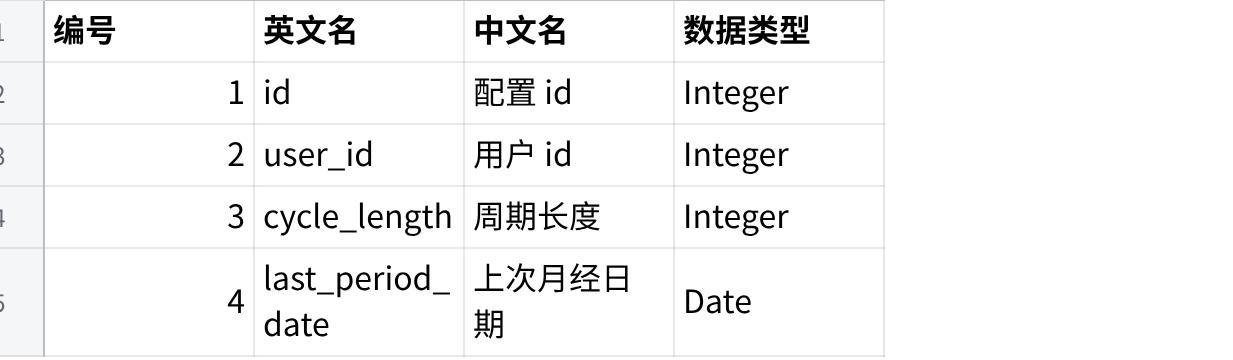 编号 英文名 中文名 数据类型
1 id 配置 id Integer
2 user_id 用户 id Integer
3 cycle_length 周期长度 Integer
4 last_period_ 上次月经日 Date
date 期